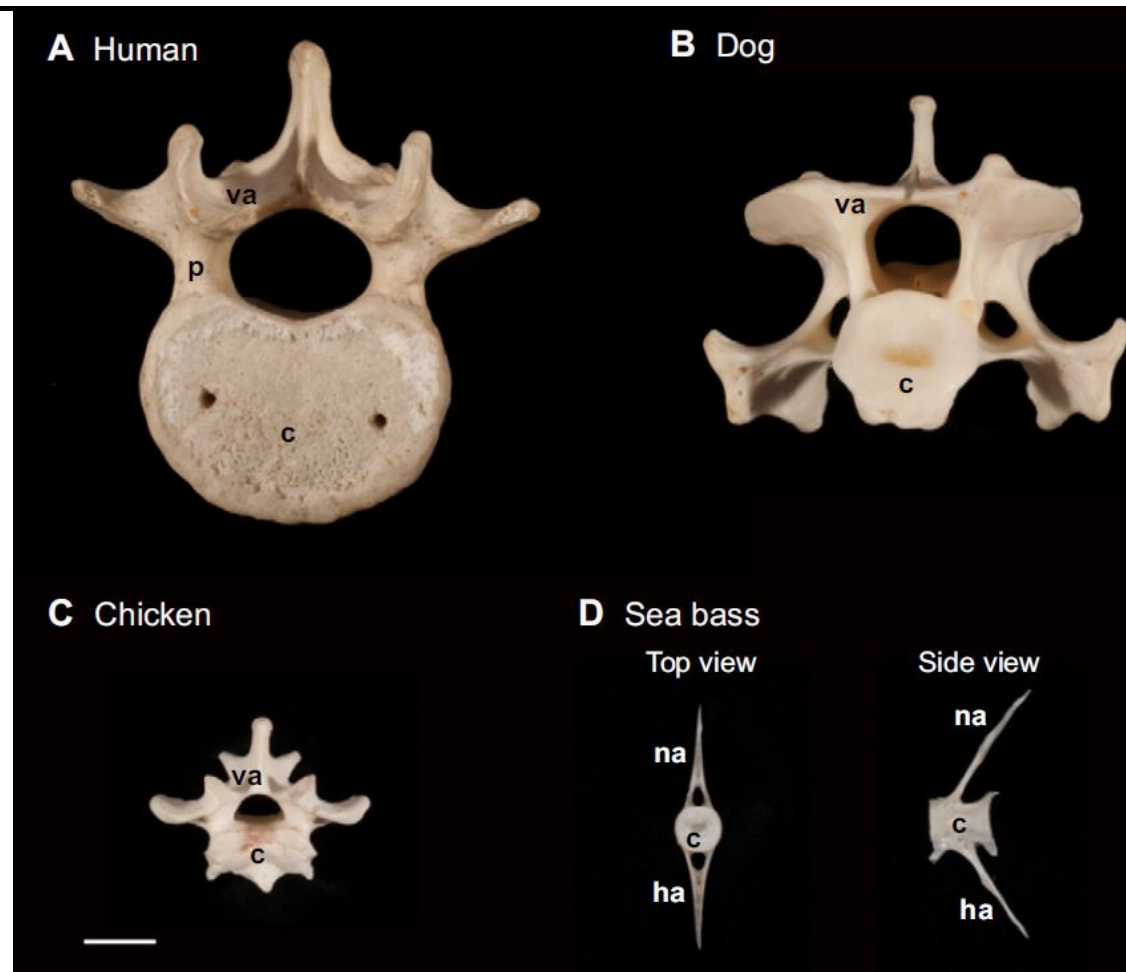 A Human
va
p
c
B Dog
va
c
C Chicken
va
c
D Sea bass
Top view
na
c
ha
Side view
na
c
ha